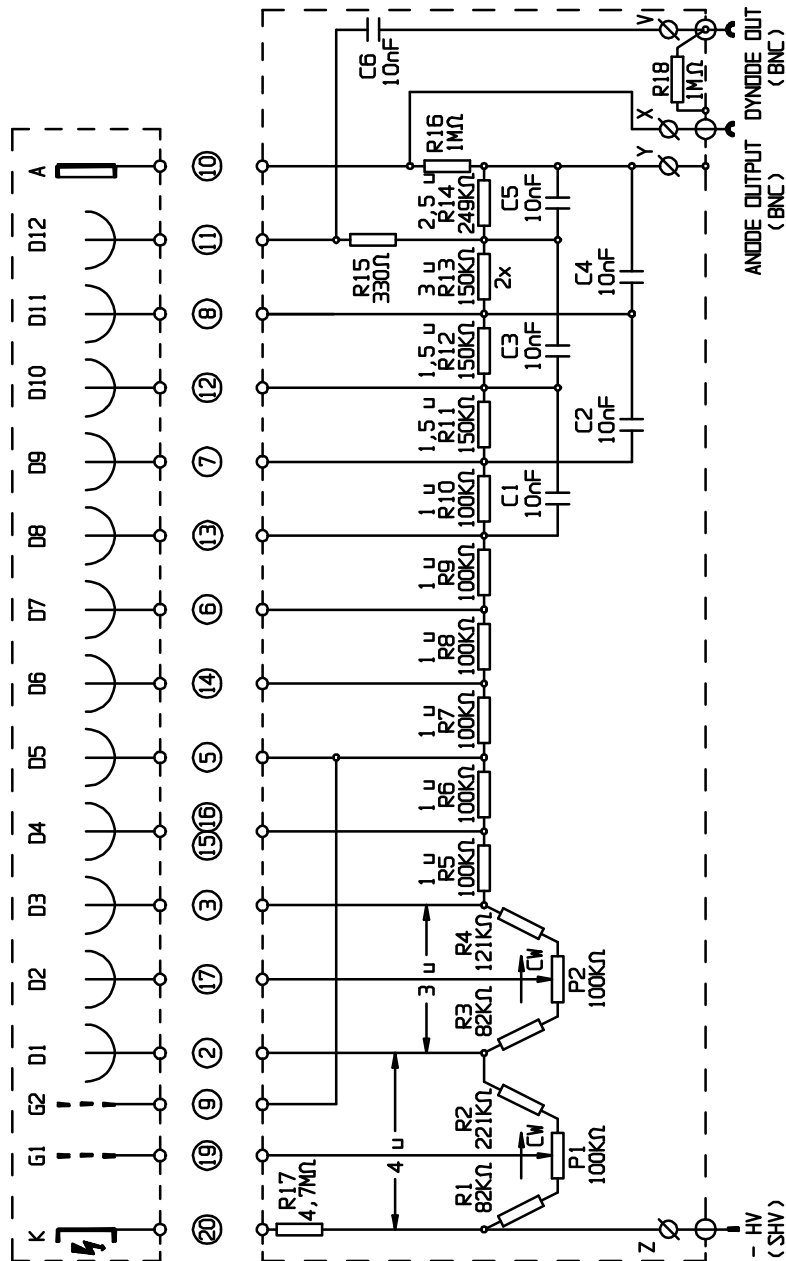 K G1 G2 D1 D2 D3 D4 D5 D6 D7 D8 D9 D10 D11 D12 A
20 19 9 2 17 3 15 16 5 14 6 13 7 12 8 11 10
R17
4,7MΩ
R15
330Ω
C6
10nF
4 u
3 u
1 u
R5
100KΩ
1 u
R6
100KΩ
1 u
R7
100KΩ
1 u
R8
100KΩ
1 u
R9
100KΩ
1 u
R10
100KΩ
1,5 u
R11
150KΩ
1,5 u
R12
150KΩ
3 u
R13
150KΩ
2x
2,5 u
R14
249KΩ
R16
1MΩ
R1
82KΩ
R2
221KΩ
R3
82KΩ
R4
121KΩ
CW
P1
100KΩ
CW
P2
100KΩ
C1
10nF
C3
10nF
C5
10nF
C2
10nF
C4
10nF
Z Y X V
R18
1MΩ
- HV
(SHV)
ANODE OUTPUT
(BNC)
DYNODE OUT
(BNC)